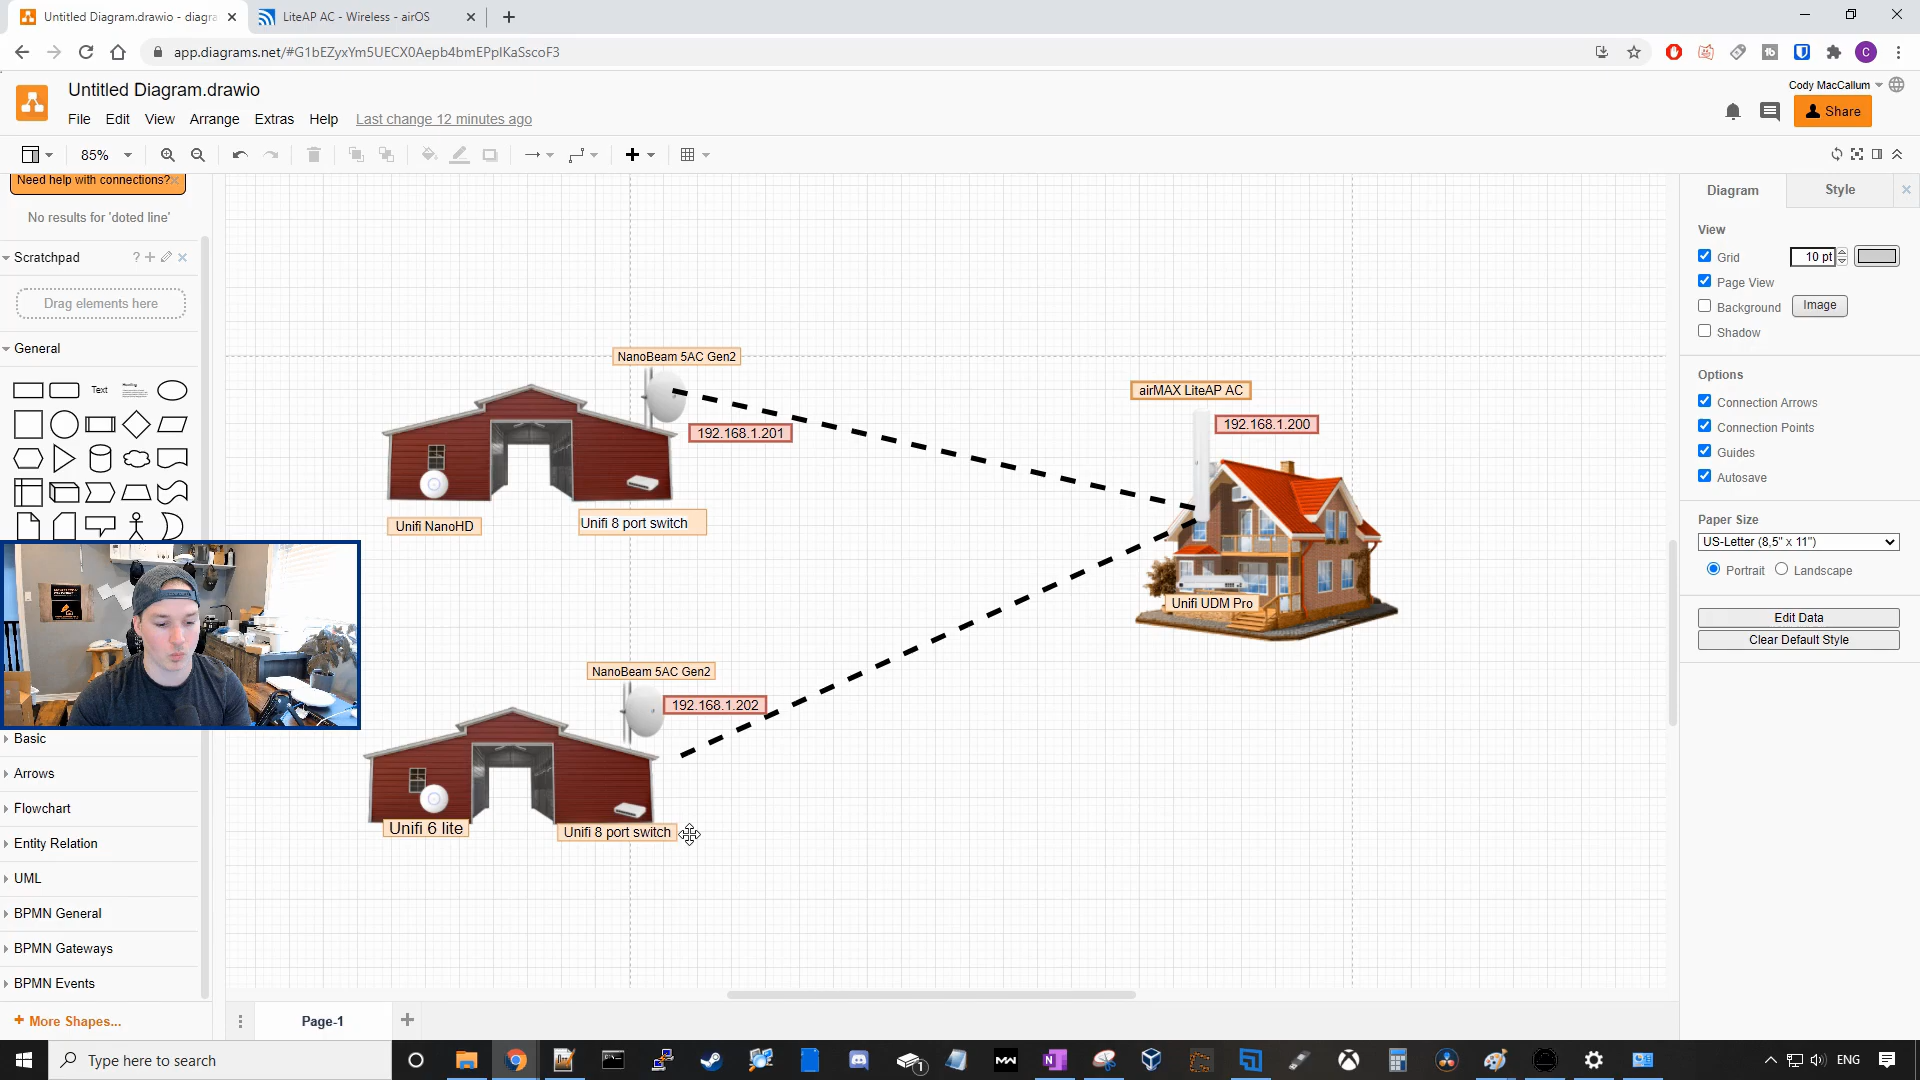 Untitled Diagram.drawio - diagra
LiteAP AC - Wireless - airOS
app.diagrams.net/#G1bEZyxYm5UECX0Aepb4bmEPpIKaSscoF3
C
Untitled Diagram.drawio
File Edit View Arrange Extras Help Last change 12 minutes ago
Cody MacCallum
Share
85%
Need help with connections?
No results for 'doted line'
Scratchpad
Drag elements here
General
Text
Heading
Basic
Arrows
Flowchart
Entity Relation
UML
BPMN General
BPMN Gateways
BPMN Events
+ More Shapes...
NanoBeam 5AC Gen2
192.168.1.201
Unifi NanoHD
Unifi 8 port switch
airMAX LiteAP AC
192.168.1.200
Unifi UDM Pro
NanoBeam 5AC Gen2
192.168.1.202
Unifi 6 lite
Unifi 8 port switch
Page-1
Diagram
Style
View
Grid
10 pt
Page View
Background
Image
Shadow
Options
Connection Arrows
Connection Points
Guides
Autosave
Paper Size
US-Letter (8,5" x 11")
Portrait
Landscape
Edit Data
Clear Default Style
Type here to search
1
ENG